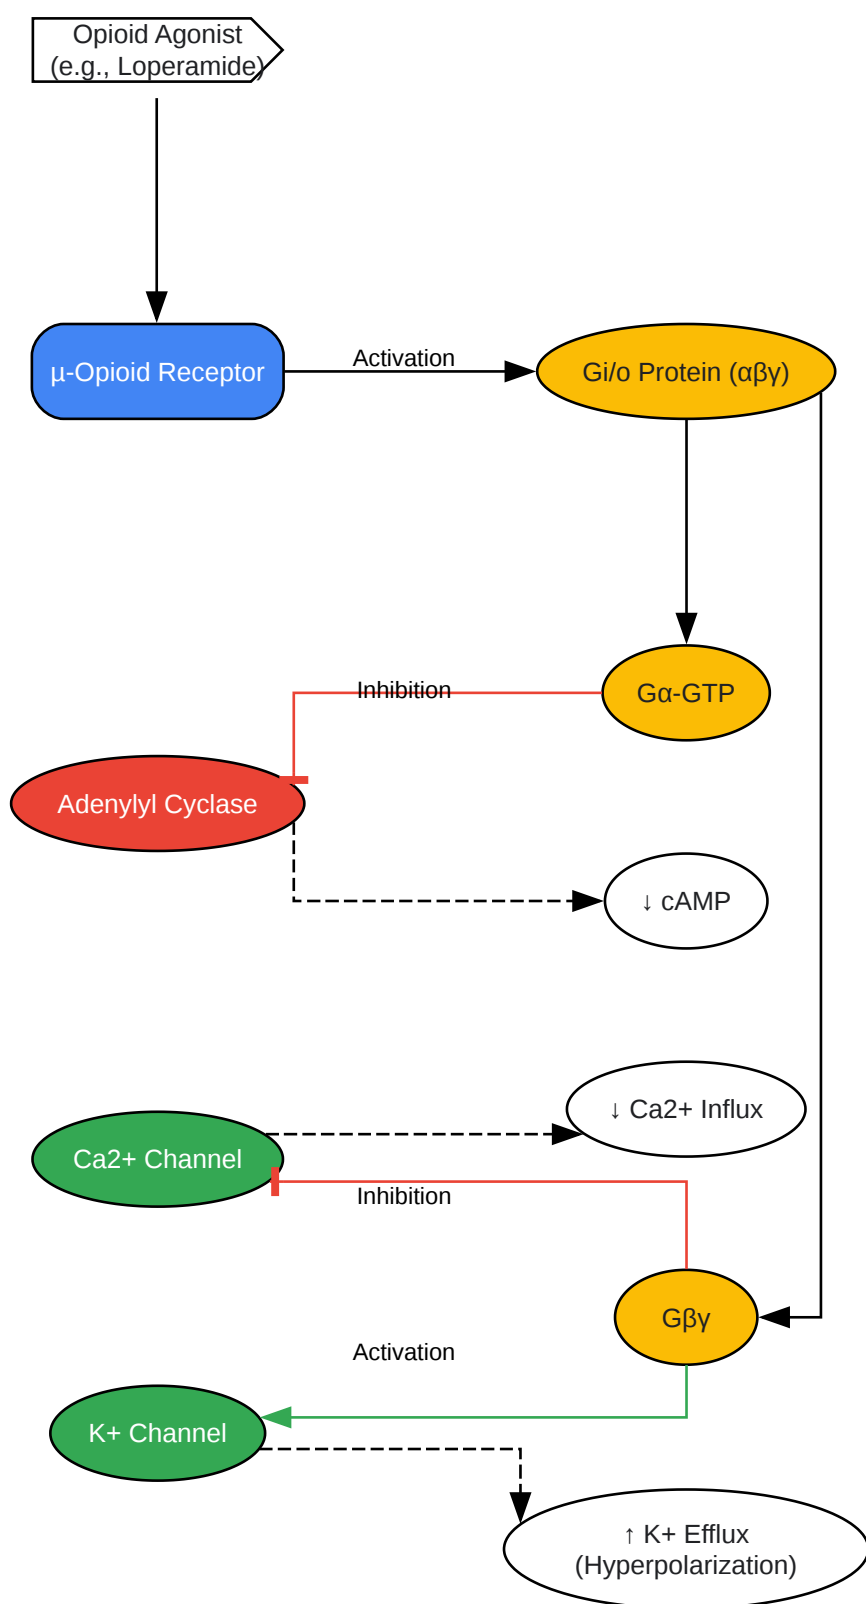 Opioid Agonist
(e.g., Loperamide)
µ-Opioid Receptor
Activation
Gi/o Protein (αβγ)
Inhibition
Gα-GTP
Adenylyl Cyclase
↓ cAMP
↓ Ca2+ Influx
Ca2+ Channel
Inhibition
Gβγ
Activation
K+ Channel
↑ K+ Efflux
(Hyperpolarization)